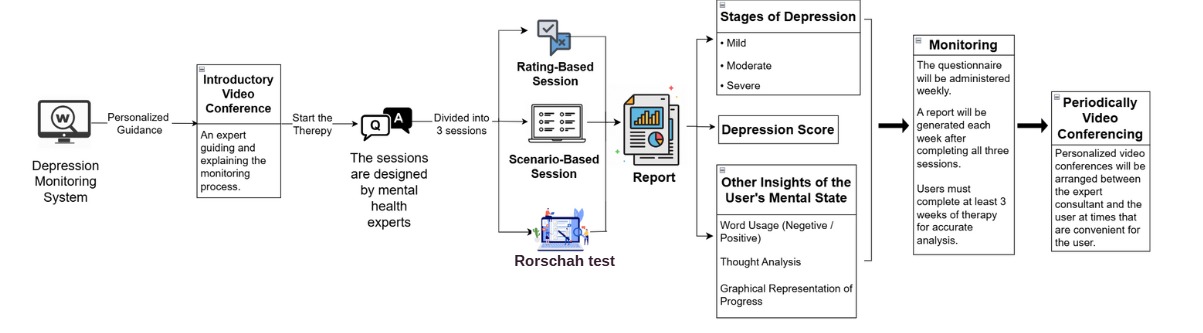 W
Depression
Monitoring
System
Personalized
Guidance
Introductory
Video
Conference
An expert
guiding and
explaining the
monitoring
process.
Start the
Therepy
Q
A
The sessions
are designed
by mental
health
experts
Divided into
3 sessions
Rating-Based
Session
Scenario-Based
Session
Rorschah test
Report
Stages of Depression
• Mild
• Moderate
• Severe
Depression Score
Other Insights of the
User's Mental State
Word Usage (Negetive /
Positive)
Thought Analysis
Graphical Representation of
Progress
Monitoring
The questionnaire
will be administered
weekly.
A report will be
generated each
week after
completing all three
sessions.
Users must
complete at least 3
weeks of therapy
for accurate
analysis.
Periodically
Video
Conferencing
Personalized video
conferences will be
arranged between
the expert
consultant and the
user at times that
are convenient for
the user.